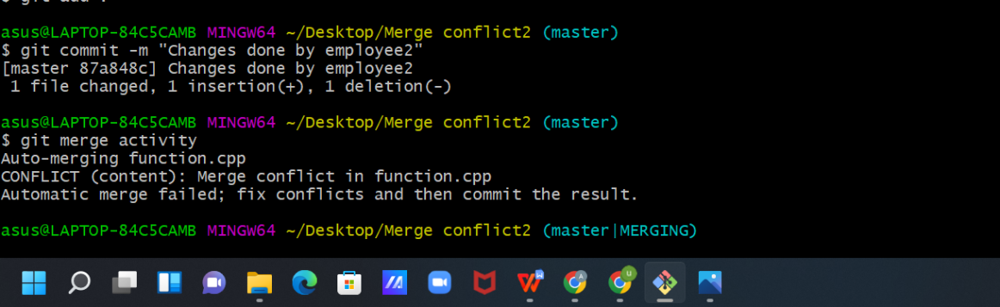 $ git add .
asus@LAPTOP-84C5CAMB MINGW64 ~/Desktop/Merge conflict2 (master)
$ git commit -m "Changes done by employee2"
[master 87a848c] Changes done by employee2
 1 file changed, 1 insertion(+), 1 deletion(-)
asus@LAPTOP-84C5CAMB MINGW64 ~/Desktop/Merge conflict2 (master)
$ git merge activity
Auto-merging function.cpp
CONFLICT (content): Merge conflict in function.cpp
Automatic merge failed; fix conflicts and then commit the result.
asus@LAPTOP-84C5CAMB MINGW64 ~/Desktop/Merge conflict2 (master|MERGING)